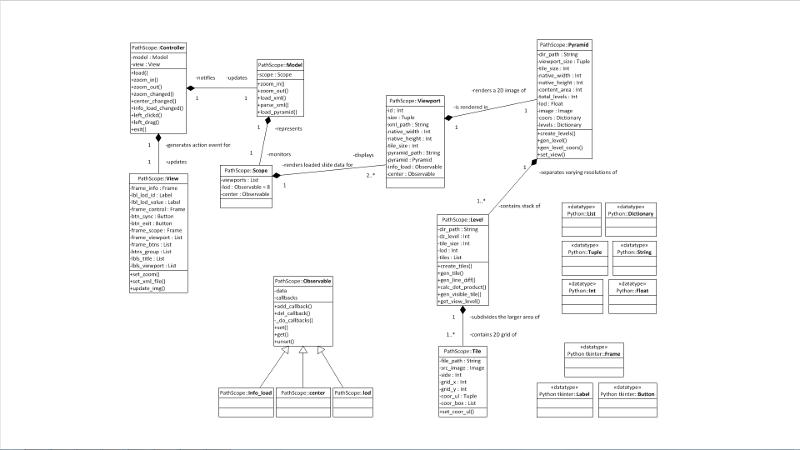 PathScope::Controller
-model : Model
-view : View
+load()
+zoom_in()
+zoom_out()
+zoom_changed()
+center_changed()
+info_load_changed()
+left_click()
+left_drag()
+exit()
-notifies
-updates
1
1
PathScope::Model
-scope : Scope
+zoom_in()
+zoom_out()
+load_xml()
+parse_xml()
+load_pyramid()
1
-represents
-monitors
1
1
-generates action event for
1
-updates
PathScope::View
-frame_info : Frame
-lbl_lod_id : Label
-lbl_lod_value : Label
-frame_control : Frame
-btn_sync : Button
-btn_exit : Button
-frame_scope : Frame
-frame_viewport : List
-frame_btns : List
-btns_group : List
-lbls_title : List
-lbls_viewport : List
+set_zoom()
+set_xml_file()
+update_img()
PathScope::Scope
-viewports : List
-lod : Observable = 8
-center : Observable
-renders loaded slide data for
-displays
1
2..*
PathScope::Viewport
-id : Int
-size : Tuple
-xml_path : String
-native_width : Int
-native_height : Int
-tile_size : Int
-pyramid_path : String
-pyramid : Pyramid
-info_load : Observable
-center : Observable
-renders a 2D image of
-is rendered in
1
1
PathScope::Pyramid
-dir_path : String
-viewport_size : Tuple
-tile_size : Int
-native_width : Int
-native_height : Int
-content_area : Int
-total_levels : Int
-lod : Float
-image : Image
-coors : Dictionary
-levels : Dictionary
+create_levels()
+gen_level()
+gen_level_coors()
+set_view()
1
-separates varying resolutions of
1..*
-contains stack of
PathScope::Level
-dir_path : String
-dz_level : Int
-tile_size : Int
-lod : Int
-tiles : List
+create_tiles()
+gen_tile()
+gen_line_diff()
+calc_dot_product()
+gen_visible_tile()
+get_view_level()
1
-subdivides the larger area of
1..*
-contains 2D grid of
PathScope::Tile
-file_path : String
-src_image : Image
-side : Int
-grid_x : Int
-grid_y : Int
-coor_ul : Tuple
-coor_box : List
+set_coor_ul()
PathScope::Observable
-data
-callbacks
+add_callback()
+del_callback()
-_do_callbacks()
+set()
+get()
+unset()
PathScope::info_load
PathScope::center
PathScope::lod
«datatype»
Python::List
«datatype»
Python::Dictionary
«datatype»
Python::Tuple
«datatype»
Python::String
«datatype»
Python::Int
«datatype»
Python::Float
«datatype»
Python tkinter::Frame
«datatype»
Python tkinter::Label
«datatype»
Python tkinter::Button